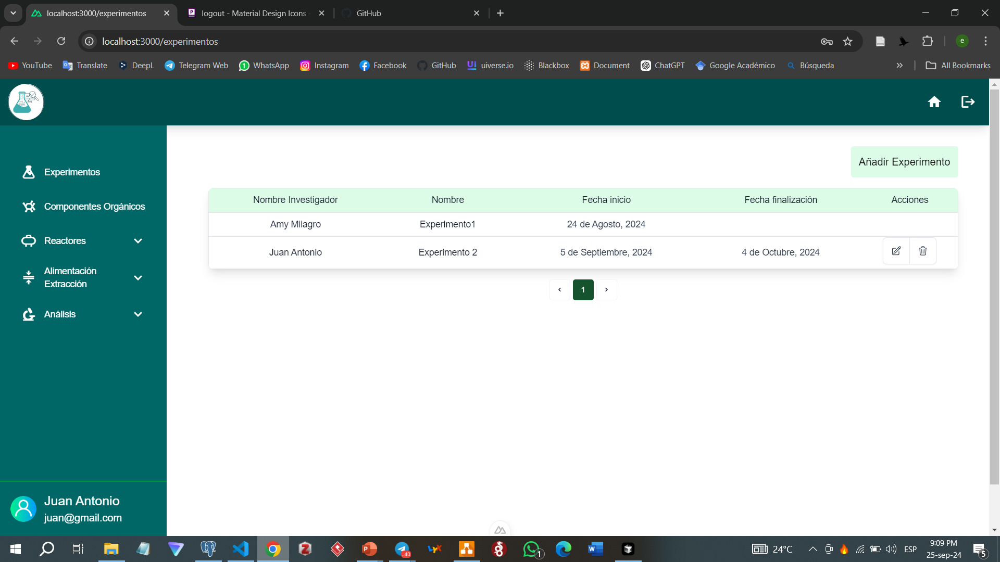 localhost:3000/experimentos
logout - Material Design Icons
GitHub
localhost:3000/experimentos
e
YouTube
Translate
DeepL
Telegram Web
WhatsApp
Instagram
Facebook
GitHub
uiverse.io
Blackbox
Document
ChatGPT
Google Académico
Búsqueda
All Bookmarks
Experimentos
Componentes Orgánicos
Reactores
Alimentación
Extracción
Análisis
Añadir Experimento
Nombre Investigador Nombre Fecha inicio Fecha finalización Acciones
Amy Milagro Experimento1 24 de Agosto, 2024
Juan Antonio Experimento 2 5 de Septiembre, 2024 4 de Octubre, 2024
1
Juan Antonio
juan@gmail.com
24°C
ESP
9:09 PM
25-sep-24
5